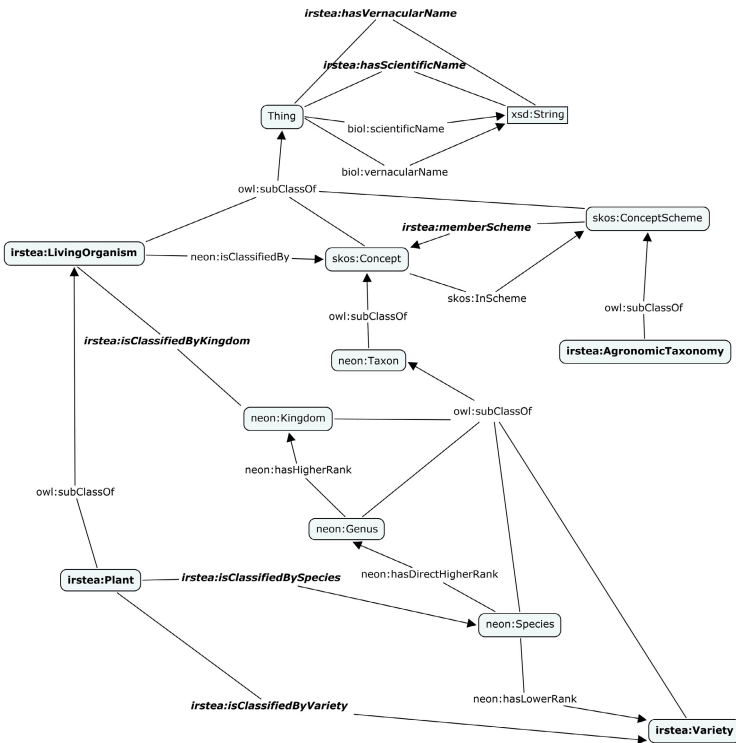 irstea:hasVernacularName
irstea:hasScientificName
Thing
xsd:String
biol:scientificName
biol:vernacularName
owl:subClassOf
skos:ConceptScheme
irstea:memberScheme
irstea:LivingOrganism
neon:isClassifiedBy
skos:Concept
skos:InScheme
owl:subClassOf
owl:subClassOf
irstea:isClassifiedByKingdom
irstea:AgronomicTaxonomy
neon:Taxon
owl:subClassOf
neon:Kingdom
neon:hasHigherRank
owl:subClassOf
neon:Genus
neon:hasDirectHigherRank
irstea:Plant
irstea:isClassifiedBySpecies
neon:Species
neon:hasLowerRank
irstea:isClassifiedByVariety
irstea:Variety